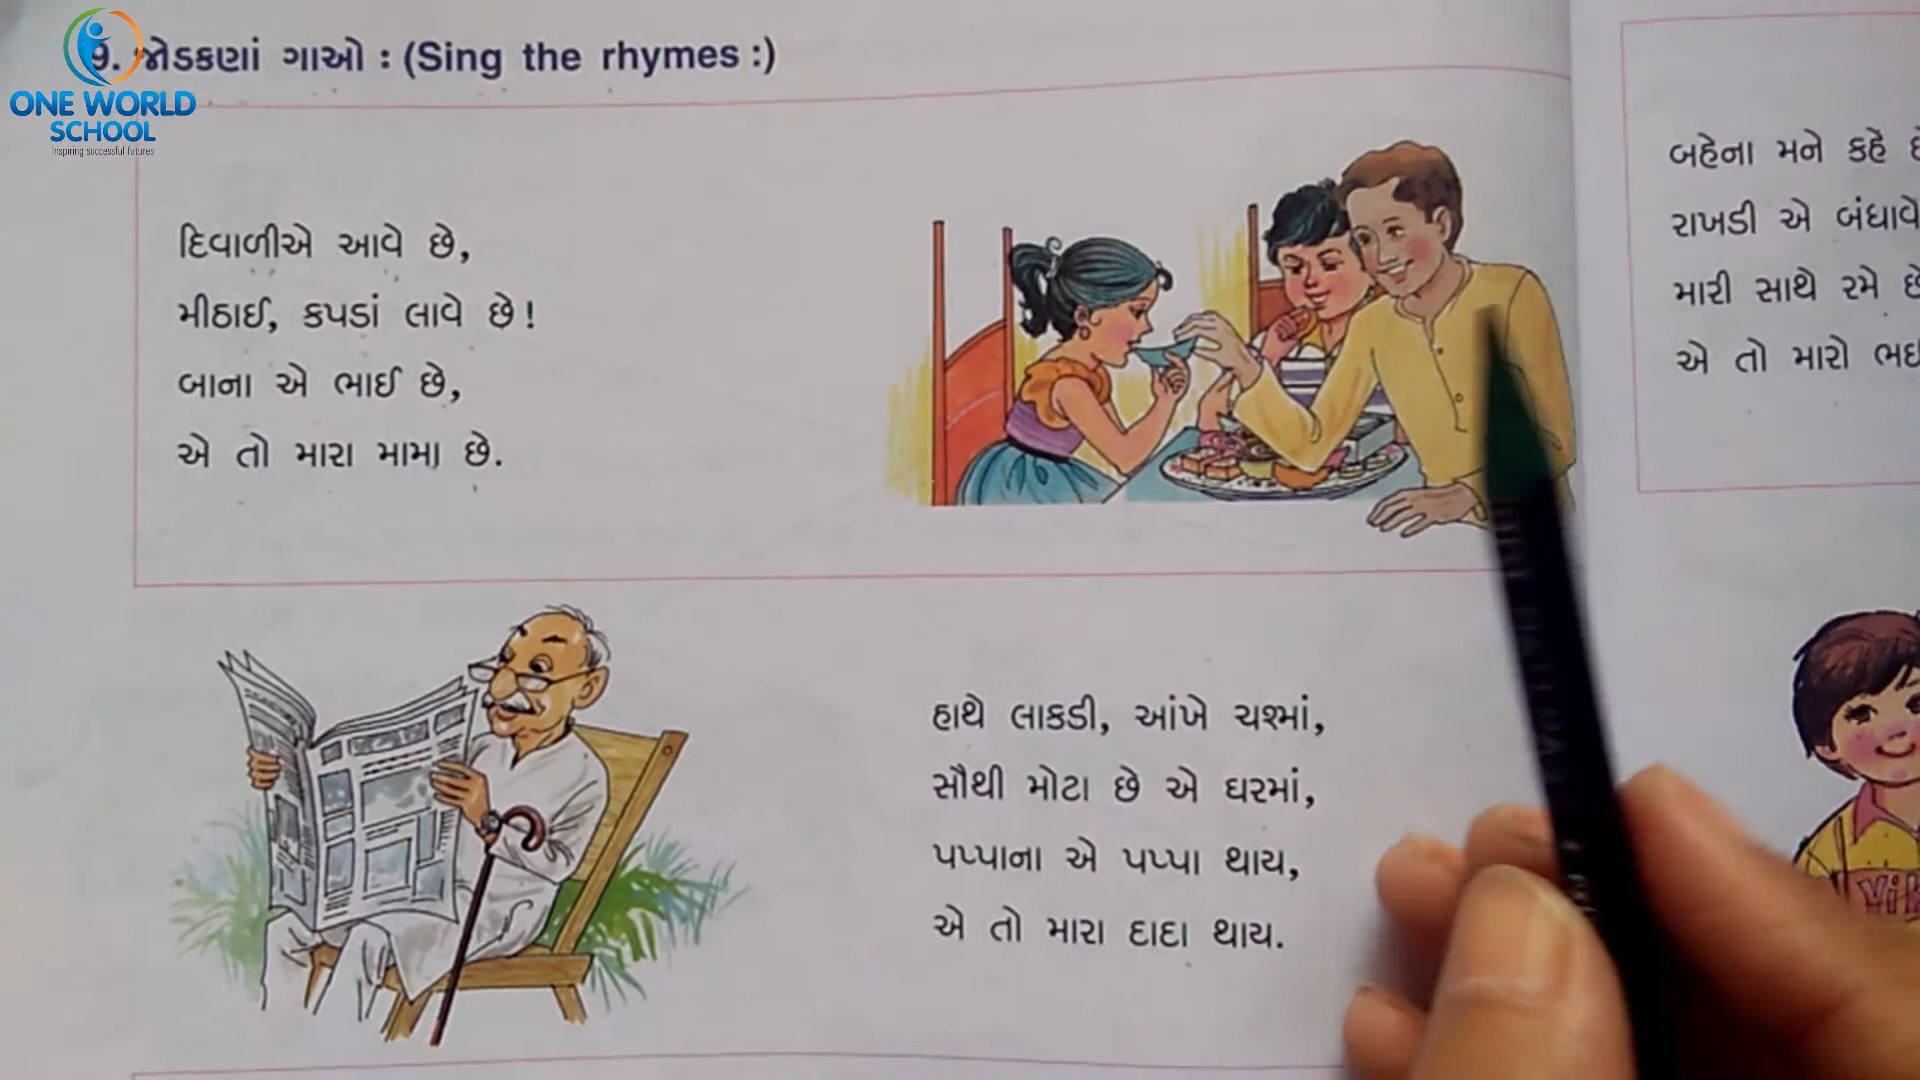 ONE WORLD
SCHOOL
Inspiring successful futures
9. જોડકણાં ગાઓ : (Sing the rhymes :)
દિવાળીએ આવે છે,
મીઠાઈ, કપડાં લાવે છે!
બાના એ ભાઈ છે,
એ તો મારા મામા છે.
હાથે લાકડી, આંખે ચશ્માં,
સૌથી મોટા છે એ ઘરમાં,
પપ્પાના એ પપ્પા થાય,
એ તો મારા દાદા થાય.
બહેના મને કહે
રાખડી એ બંધાવે
મારી સાથે રમે છે
એ તો મારો